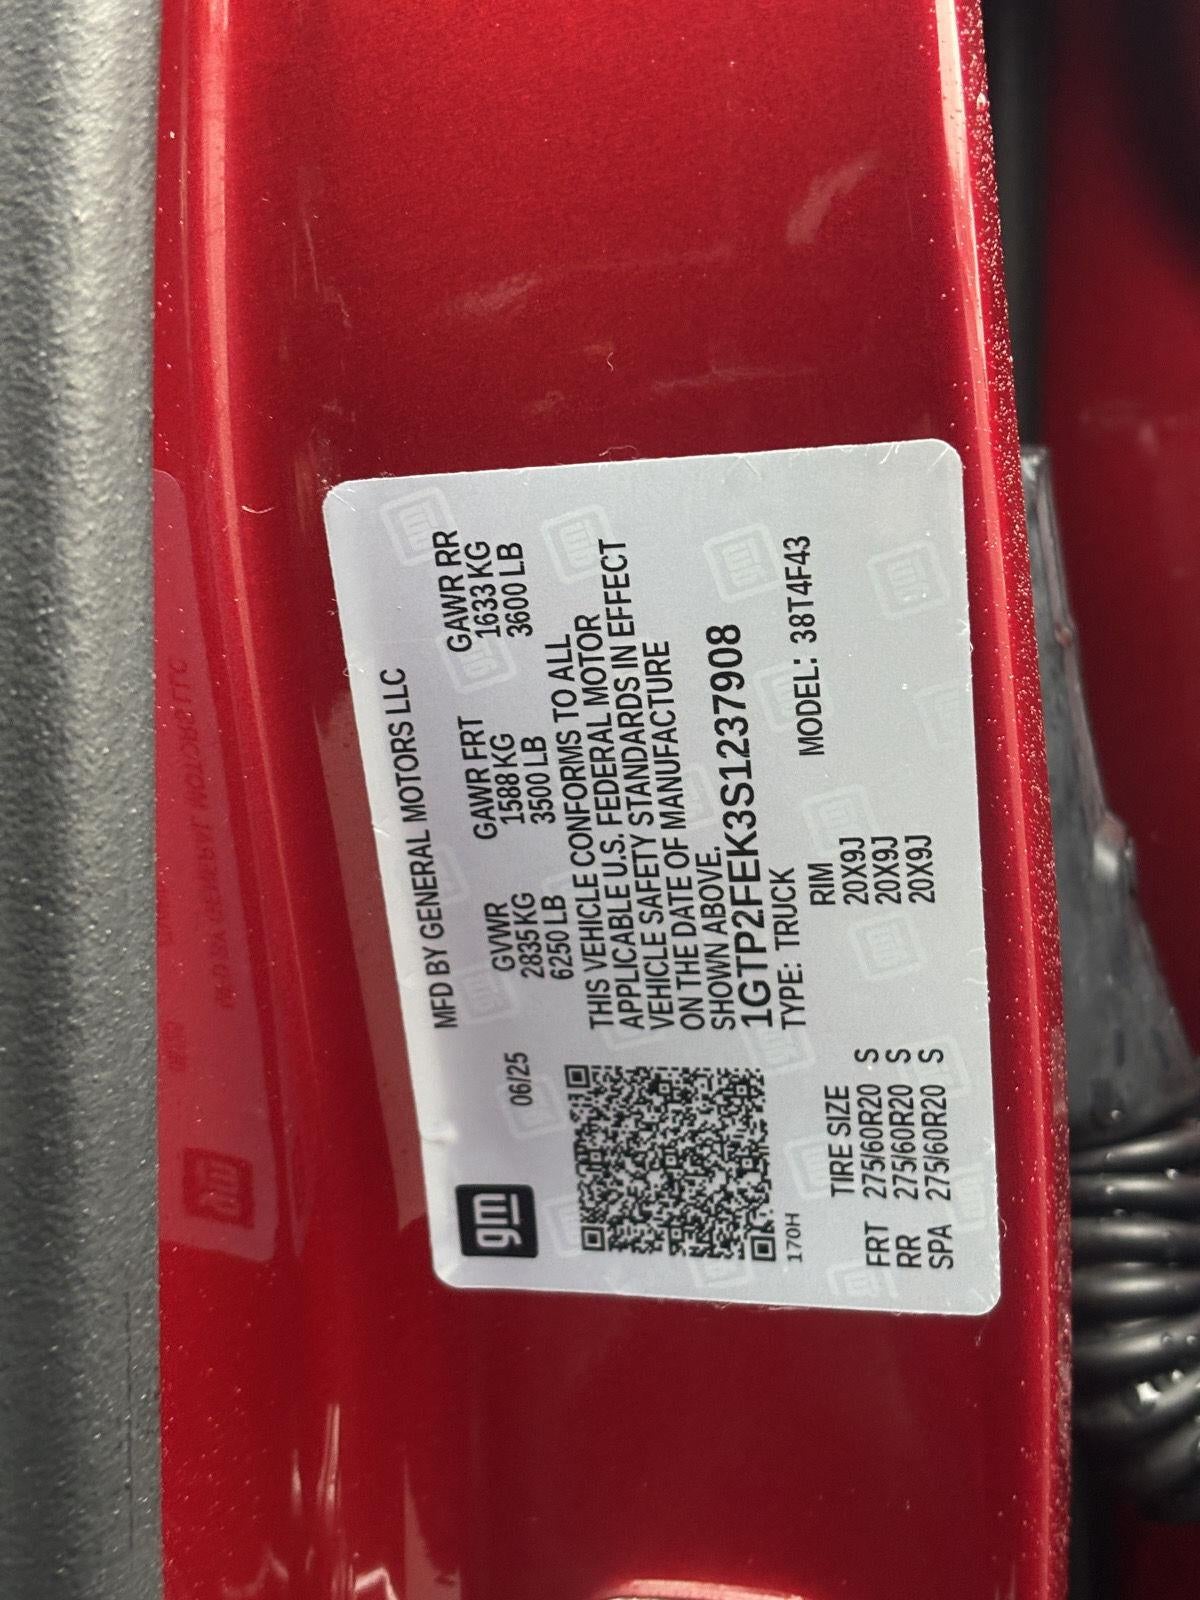 MFD BY GENERAL MOTORS LLC
gm
06/25
GVWR GAWR FRT GAWR RR
2835 KG 1588 KG 1633 KG
6250 LB 3500 LB 3600 LB
THIS VEHICLE CONFORMS TO ALL
APPLICABLE U.S. FEDERAL MOTOR
VEHICLE SAFETY STANDARDS IN EFFECT
ON THE DATE OF MANUFACTURE
SHOWN ABOVE.
1GTP2FEK3S1237908
170H
TYPE: TRUCK MODEL: 38T4F43
TIRE SIZE RIM
FRT 275/60R20 S 20X9J
RR 275/60R20 S 20X9J
SPA 275/60R20 S 20X9J